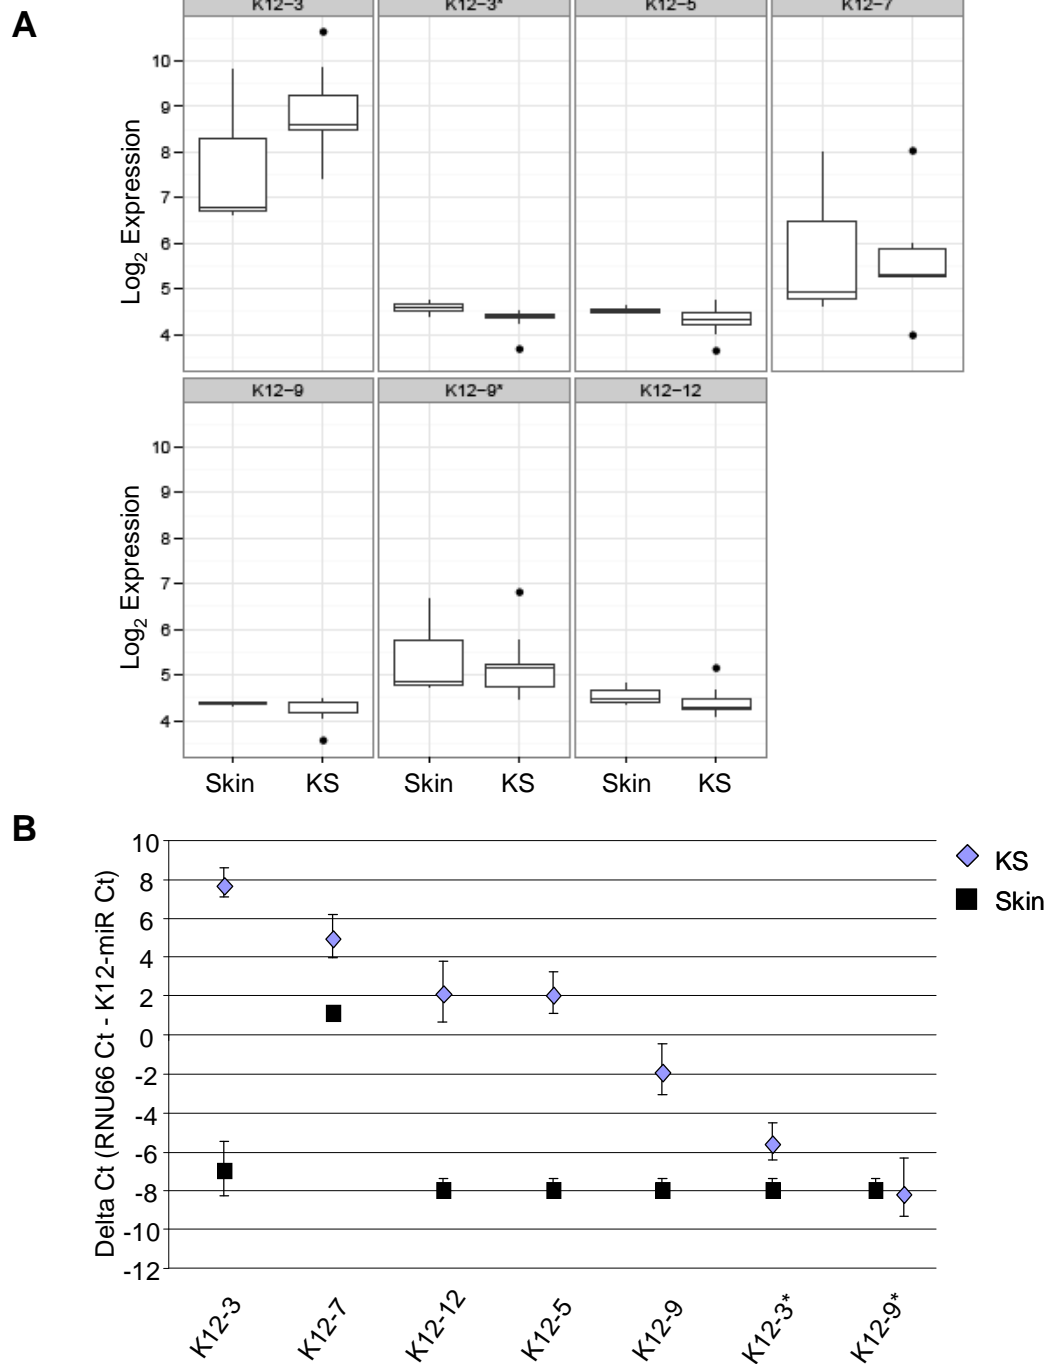 A
K12−3
K12−3*
K12−5
K12−7
10
9
8
7
6
5
4
Log2 Expression
K12−9
K12−9*
K12−12
10
9
8
7
6
5
4
Log2 Expression
Skin
KS
Skin
KS
Skin
KS
B
10
8
6
4
2
0
-2
-4
-6
-8
-10
-12
Delta Ct (RNU66 Ct - K12-miR Ct)
KS
Skin
K12-3
K12-7
K12-12
K12-5
K12-9
K12-3*
K12-9*